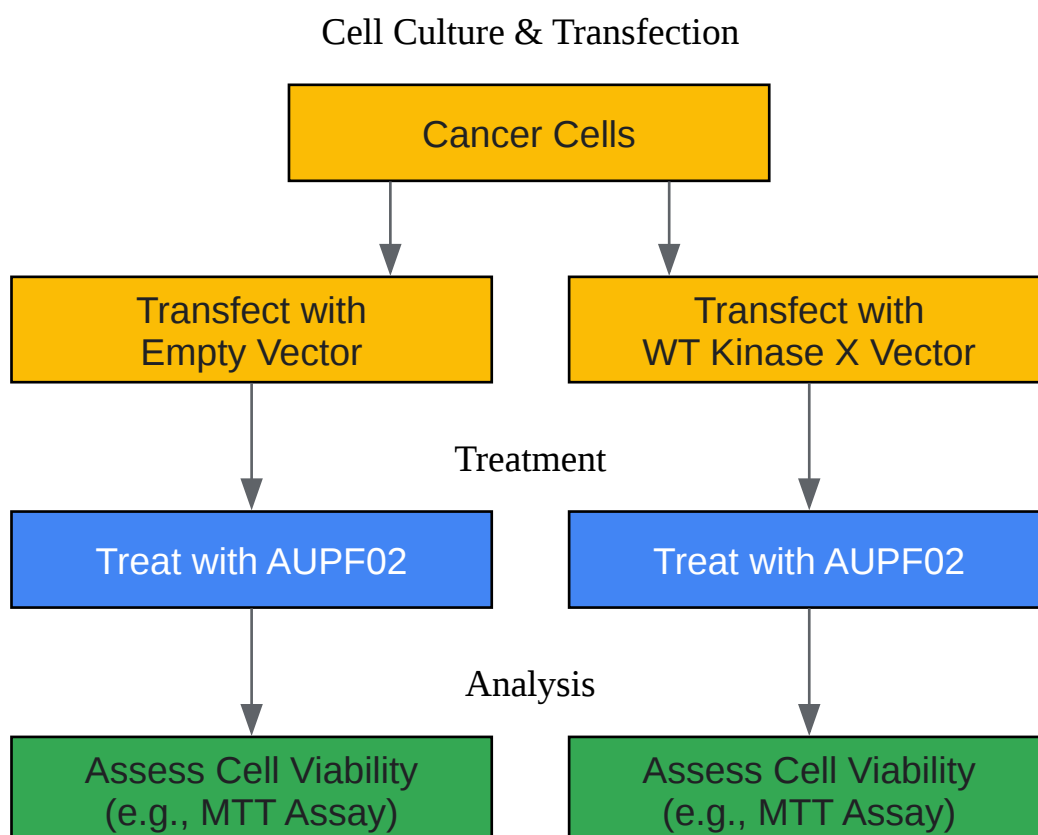 Cell Culture & Transfection
Cancer Cells
Transfect with
Empty Vector
Transfect with
WT Kinase X Vector
Treatment
Treat with AUPF02
Treat with AUPF02
Analysis
Assess Cell Viability
(e.g., MTT Assay)
Assess Cell Viability
(e.g., MTT Assay)